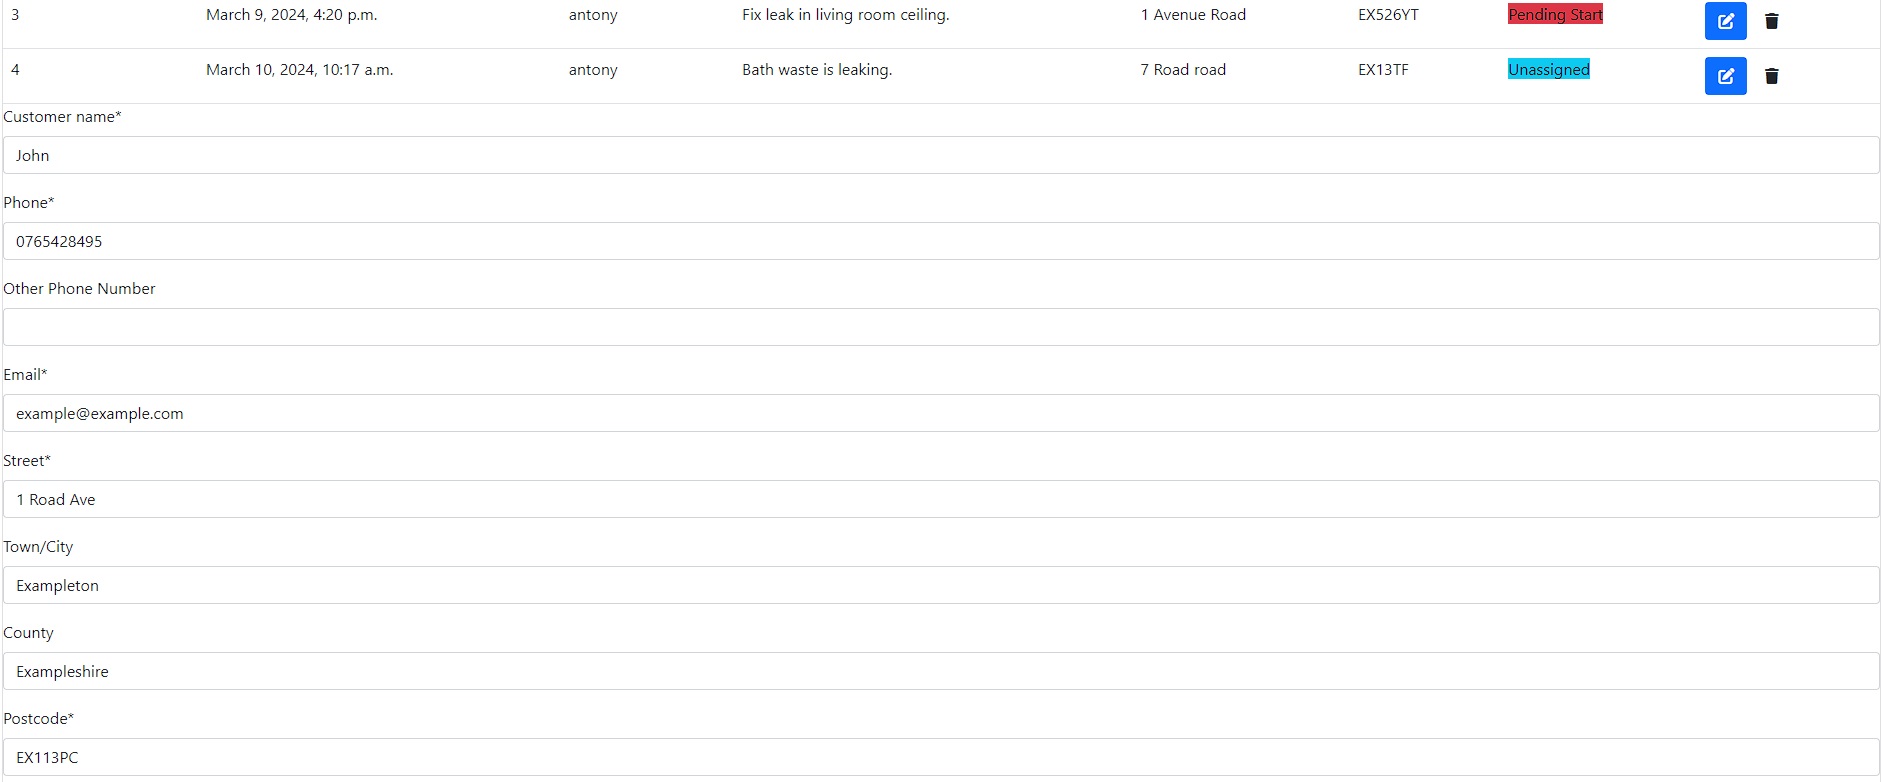 3 March 9, 2024, 4:20 p.m. antony Fix leak in living room ceiling. 1 Avenue Road EX526YT Pending Start
4 March 10, 2024, 10:17 a.m. antony Bath waste is leaking. 7 Road road EX13TF Unassigned
Customer name*
John
Phone*
0765428495
Other Phone Number
Email*
example@example.com
Street*
1 Road Ave
Town/City
Exampleton
County
Exampleshire
Postcode*
EX113PC